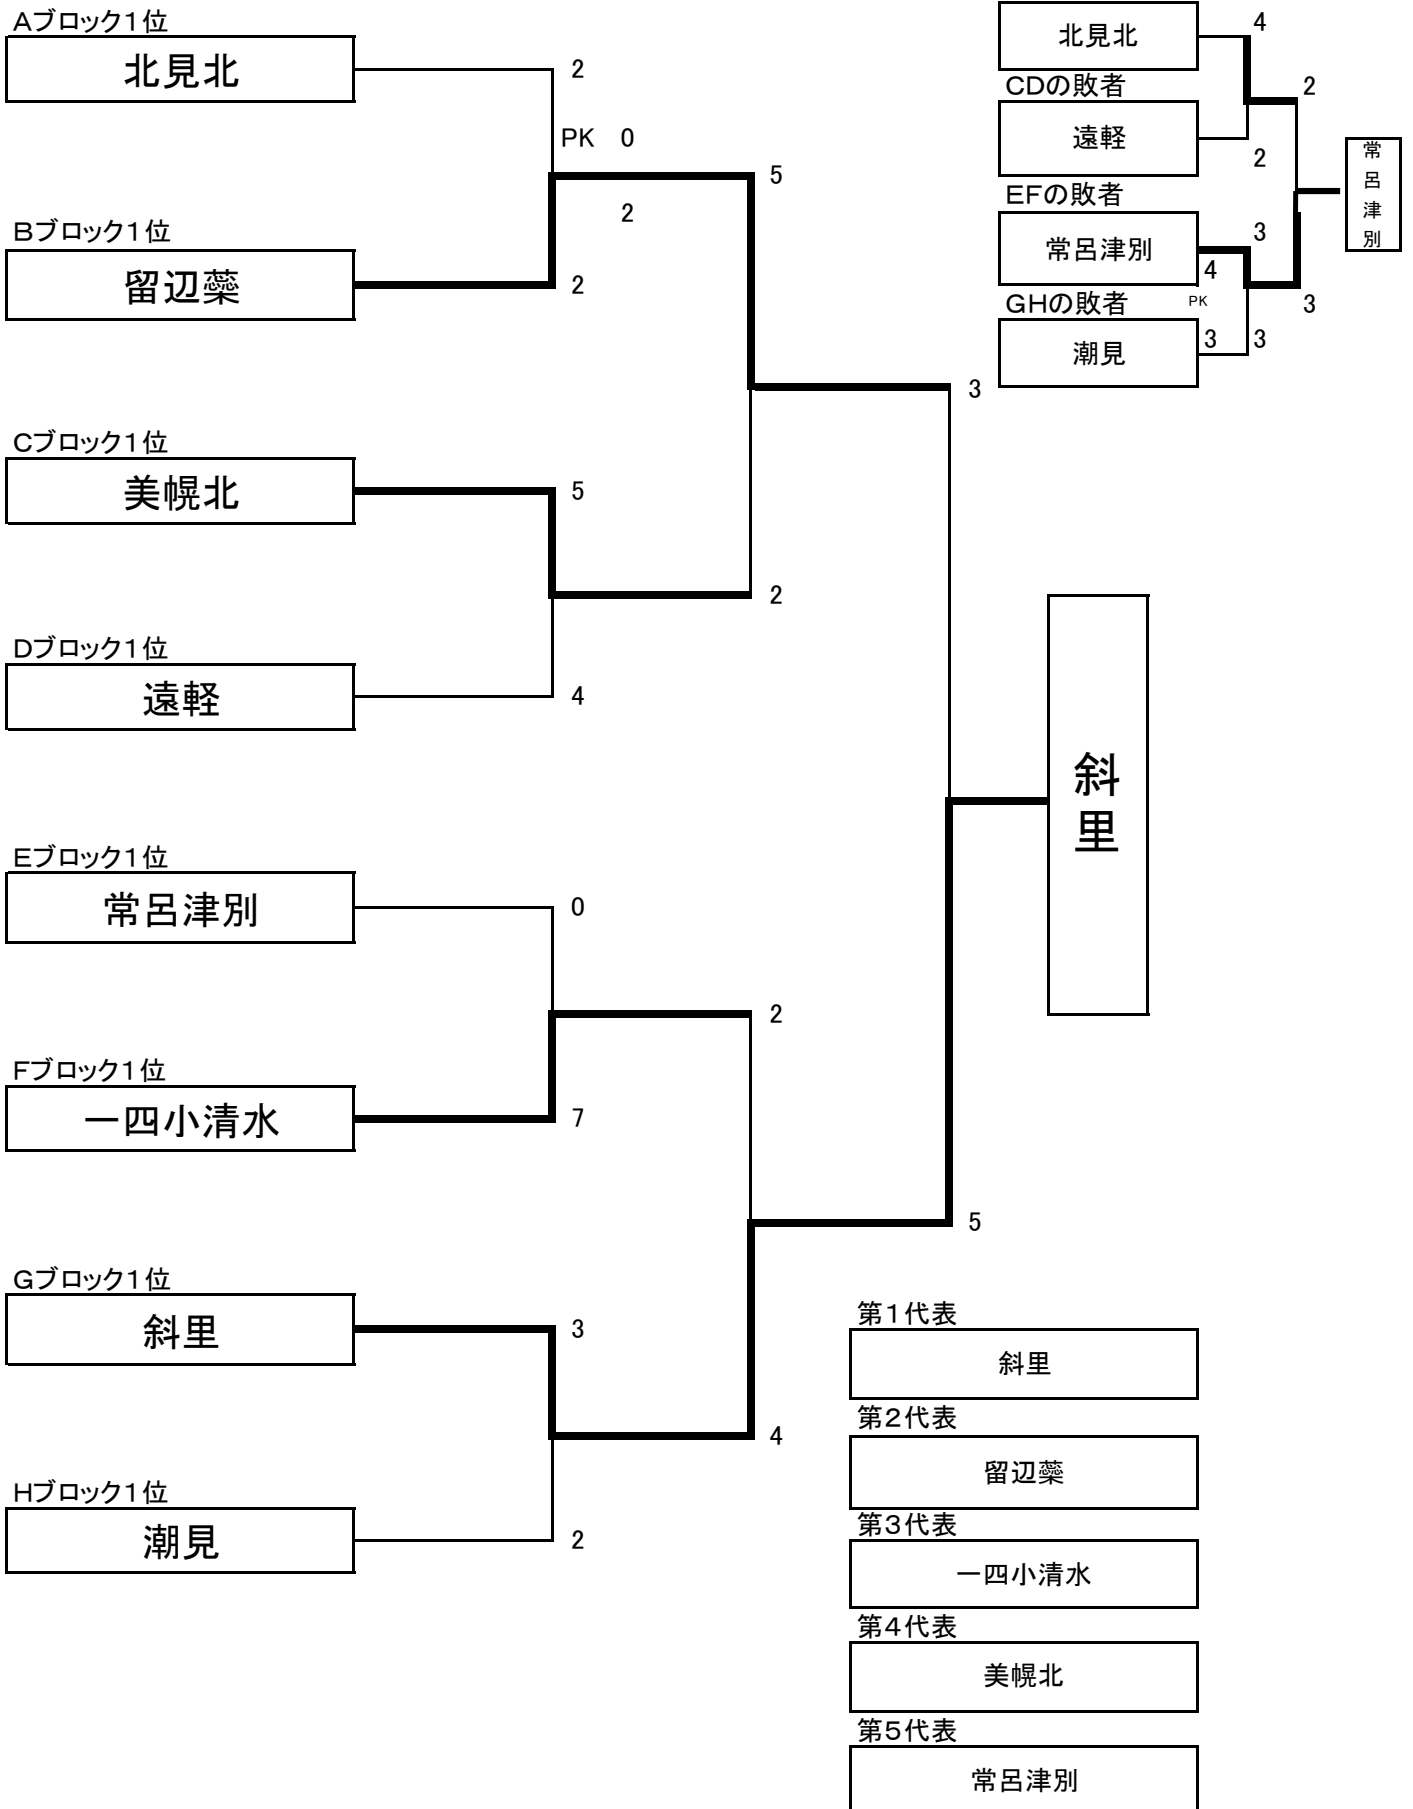 Aブロック1位
北見北
2
PK 0
5
2
Bブロック1位
留辺蘂
2
3
Cブロック1位
美幌北
5
2
Dブロック1位
遠軽
4
Eブロック1位
常呂津別
0
2
Fブロック1位
一四小清水
7
5
Gブロック1位
斜里
3
4
Hブロック1位
潮見
2
斜里
北見北
4
CDの敗者
2
遠軽
2
EFの敗者
常呂津別
3
4
GHの敗者
PK
3
潮見
3
3
常呂津別
第1代表
斜里
第2代表
留辺蘂
第3代表
一四小清水
第4代表
美幌北
第5代表
常呂津別